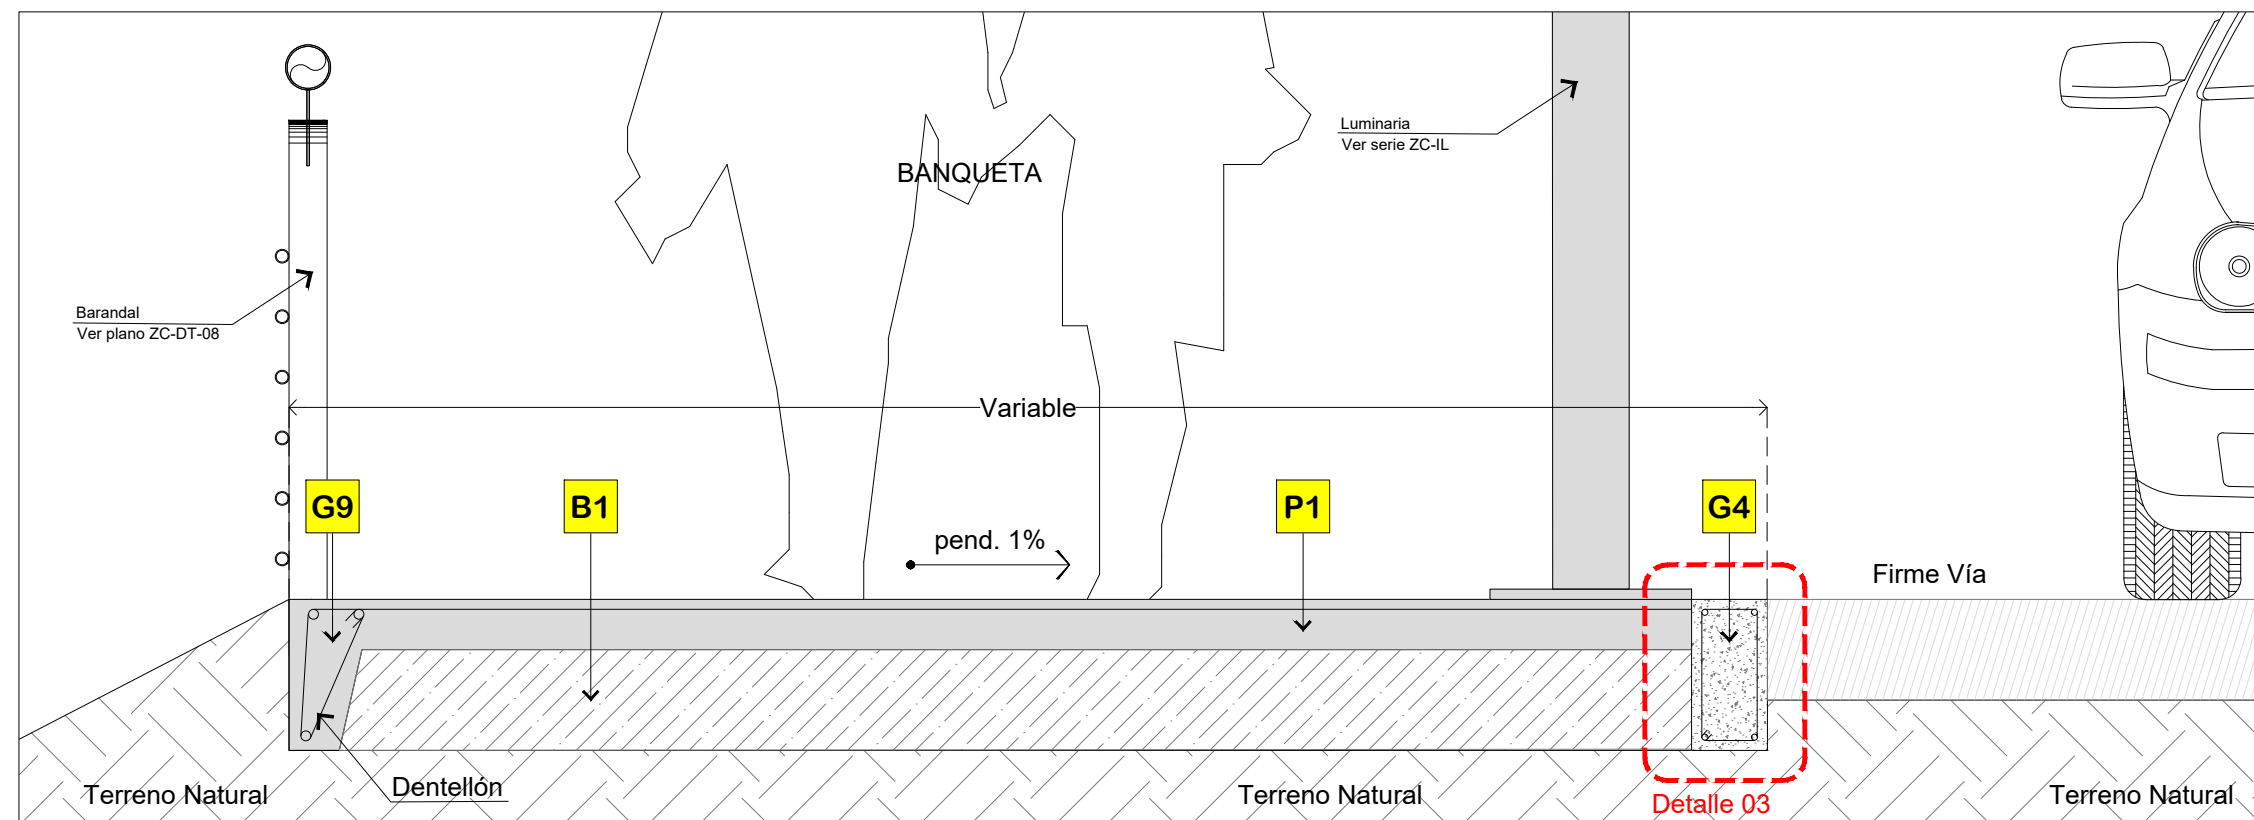 Luminaria
Ver serie ZC-IL
BANQUETA
Barandal
Ver plano ZC-DT-08
Variable
G9
B1
P1
G4
pend. 1%
Firme Vía
Dentellón
Terreno Natural
Terreno Natural
Detalle 03
Terreno Natural